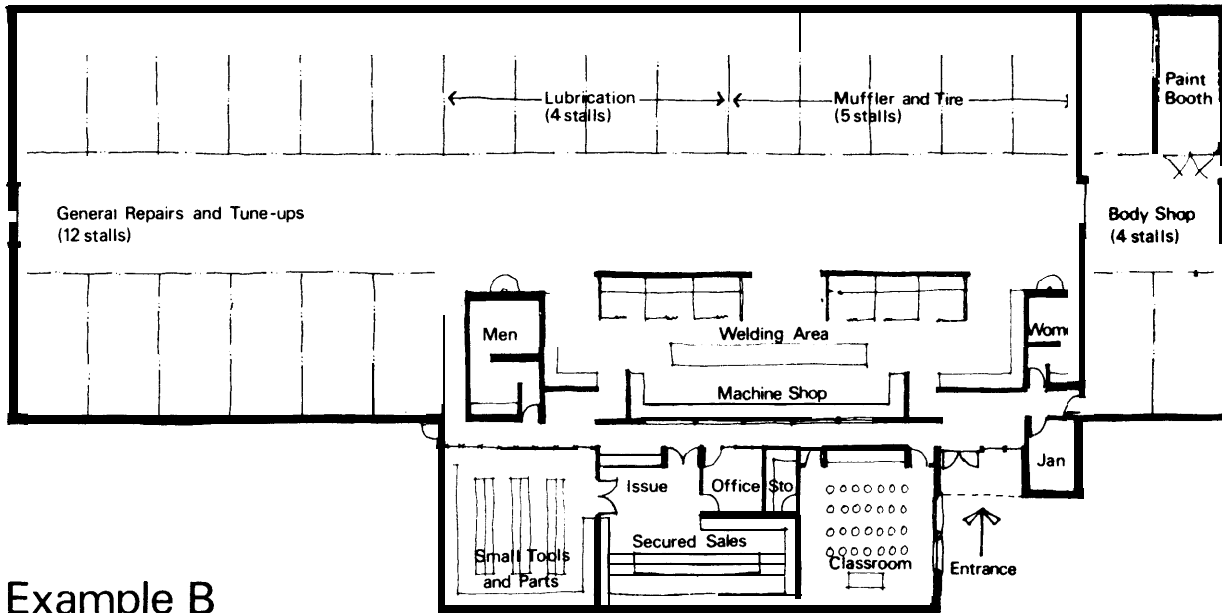 Paint
Booth
Lubrication
(4 stalls)
Muffler and Tire
(5 stalls)
General Repairs and Tune-ups
(12 stalls)
Body Shop
(4 stalls)
Men
Welding Area
Wom
Machine Shop
Jan
Issue
Office
Sto
Secured Sales
Small Tools
and Parts
Classroom
Entrance
Example B